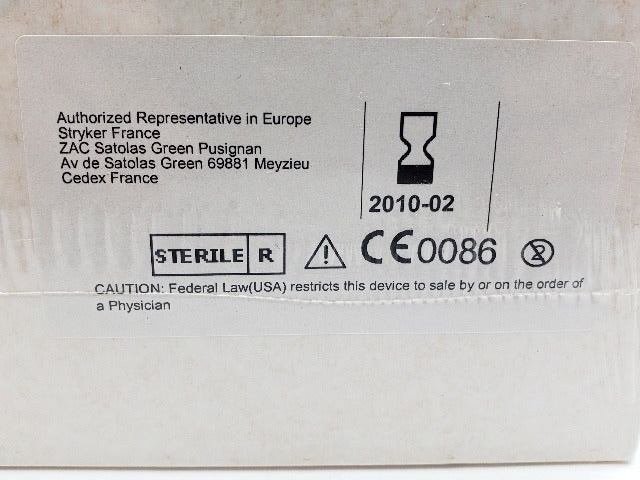 Authorized Representative in Europe
Stryker France
ZAC Satolas Green Pusignan
Av de Satolas Green 69881 Meyzieu
Cedex France
2010-02
STERILE R
CE0086
CAUTION: Federal Law(USA) restricts this device to sale by or on the order of
a Physician